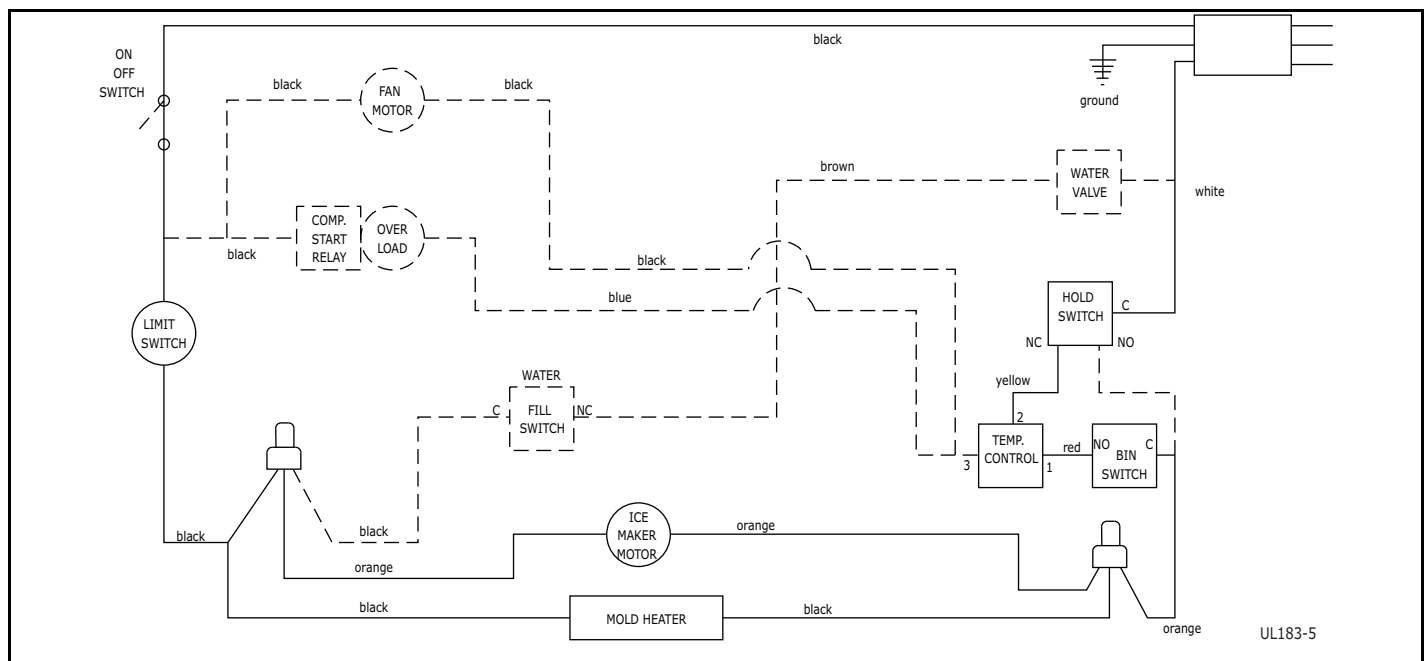 black
ON
OFF
SWITCH
black
FAN
MOTOR
black
ground
brown
WATER
VALVE
white
COMP.
START
RELAY
OVER
LOAD
black
black
blue
HOLD
SWITCH
C
LIMIT
SWITCH
NC
NO
WATER
yellow
C
FILL
SWITCH
NC
2
TEMP.
CONTROL
3
1
red
NO
C
BIN
SWITCH
black
black
ICE
MAKER
MOTOR
orange
orange
black
MOLD HEATER
black
orange
UL183-5